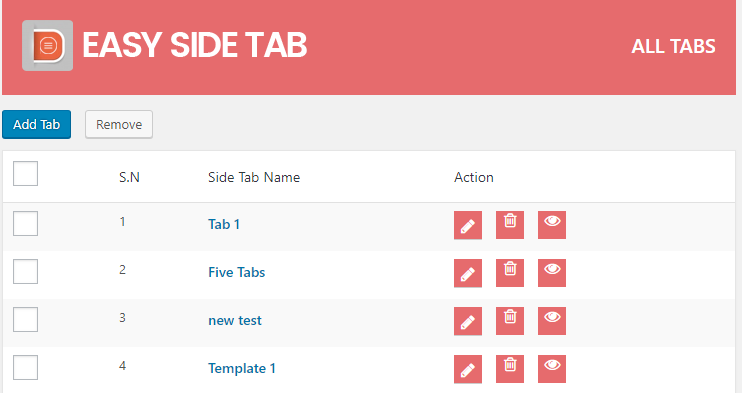 EASY SIDE TAB
ALL TABS
Add Tab Remove
S.N Side Tab Name Action
1 Tab 1
2 Five Tabs
3 new test
4 Template 1